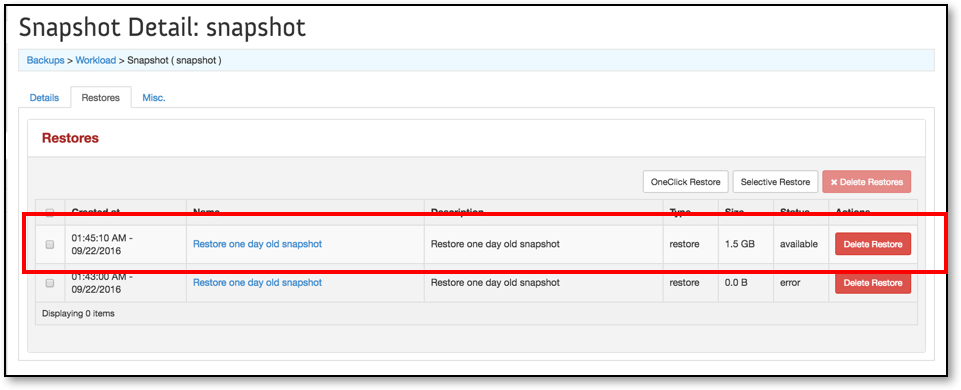 Snapshot Detail: snapshot
Backups > Workload > Snapshot ( snapshot )
Details Restores Misc.
Restores
OneClick Restore Selective Restore × Delete Restores
Created at Name Description Type Size Status Actions
01:45:10 AM - 09/22/2016 Restore one day old snapshot Restore one day old snapshot restore 1.5 GB available Delete Restore
01:43:00 AM - 09/22/2016 Restore one day old snapshot Restore one day old snapshot restore 0.0 B error Delete Restore
Displaying 0 items